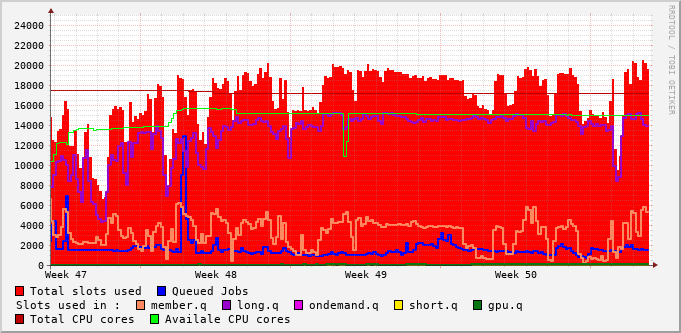 24000
22000
20000
18000
16000
14000
12000
10000
8000
6000
4000
2000
0
Week 47 Week 48 Week 49 Week 50
Total slots used Queued Jobs
Slots used in : member.q long.q ondemand.q short.q gpu.q
Total CPU cores Availale CPU cores
RRDTOOL / TOBI OETIKER